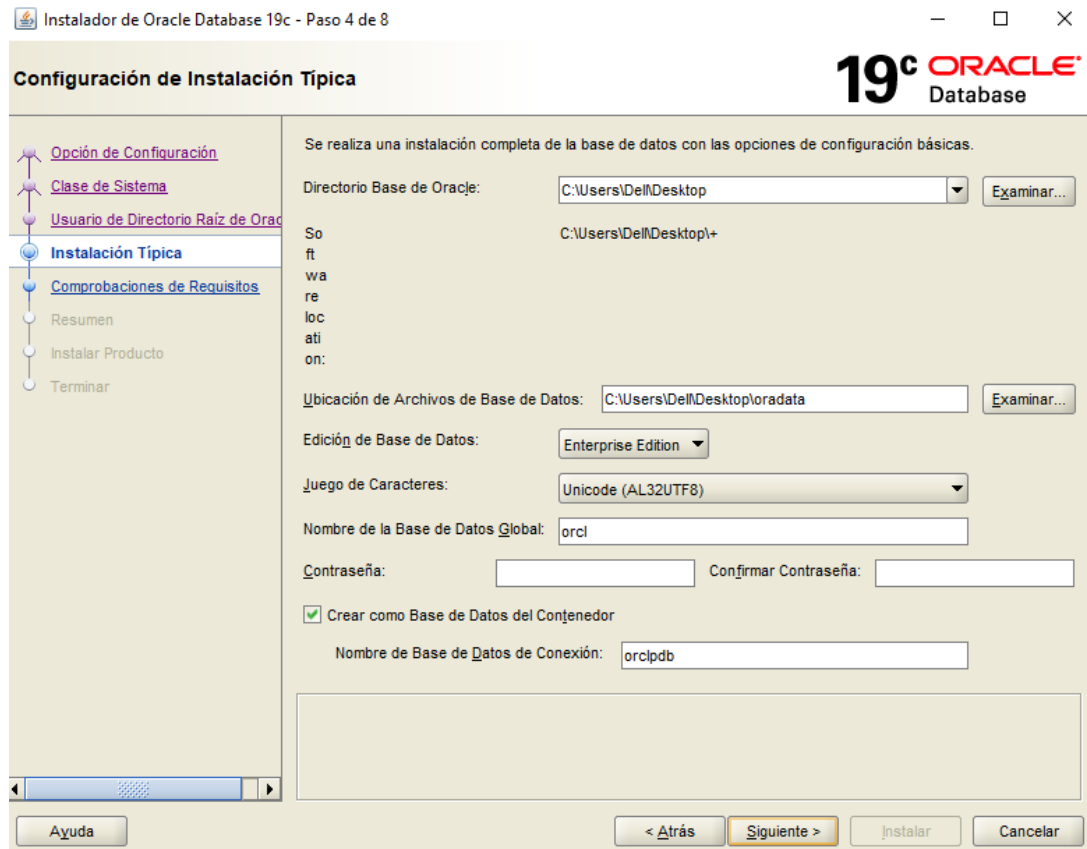 Instalador de Oracle Database 19c - Paso 4 de 8
Configuración de Instalación Típica
19c ORACLE
Database
Opción de Configuración
Clase de Sistema
Usuario de Directorio Raíz de Orac
Instalación Típica
Comprobaciones de Requisitos
Resumen
Instalar Producto
Terminar
Se realiza una instalación completa de la base de datos con las opciones de configuración básicas.
Directorio Base de Oracle: C:\Users\Dell\Desktop Examinar...
So
ft
wa
re
loc
ati
on:
C:\Users\Dell\Desktop\+
Ubicación de Archivos de Base de Datos: C:\Users\Dell\Desktop\oradata Examinar...
Edición de Base de Datos: Enterprise Edition
Juego de Caracteres: Unicode (AL32UTF8)
Nombre de la Base de Datos Global: orcl
Contraseña: Confirmar Contraseña:
Crear como Base de Datos del Contenedor
Nombre de Base de Datos de Conexión: orclpdb
Ayuda < Atrás Siguiente > Instalar Cancelar